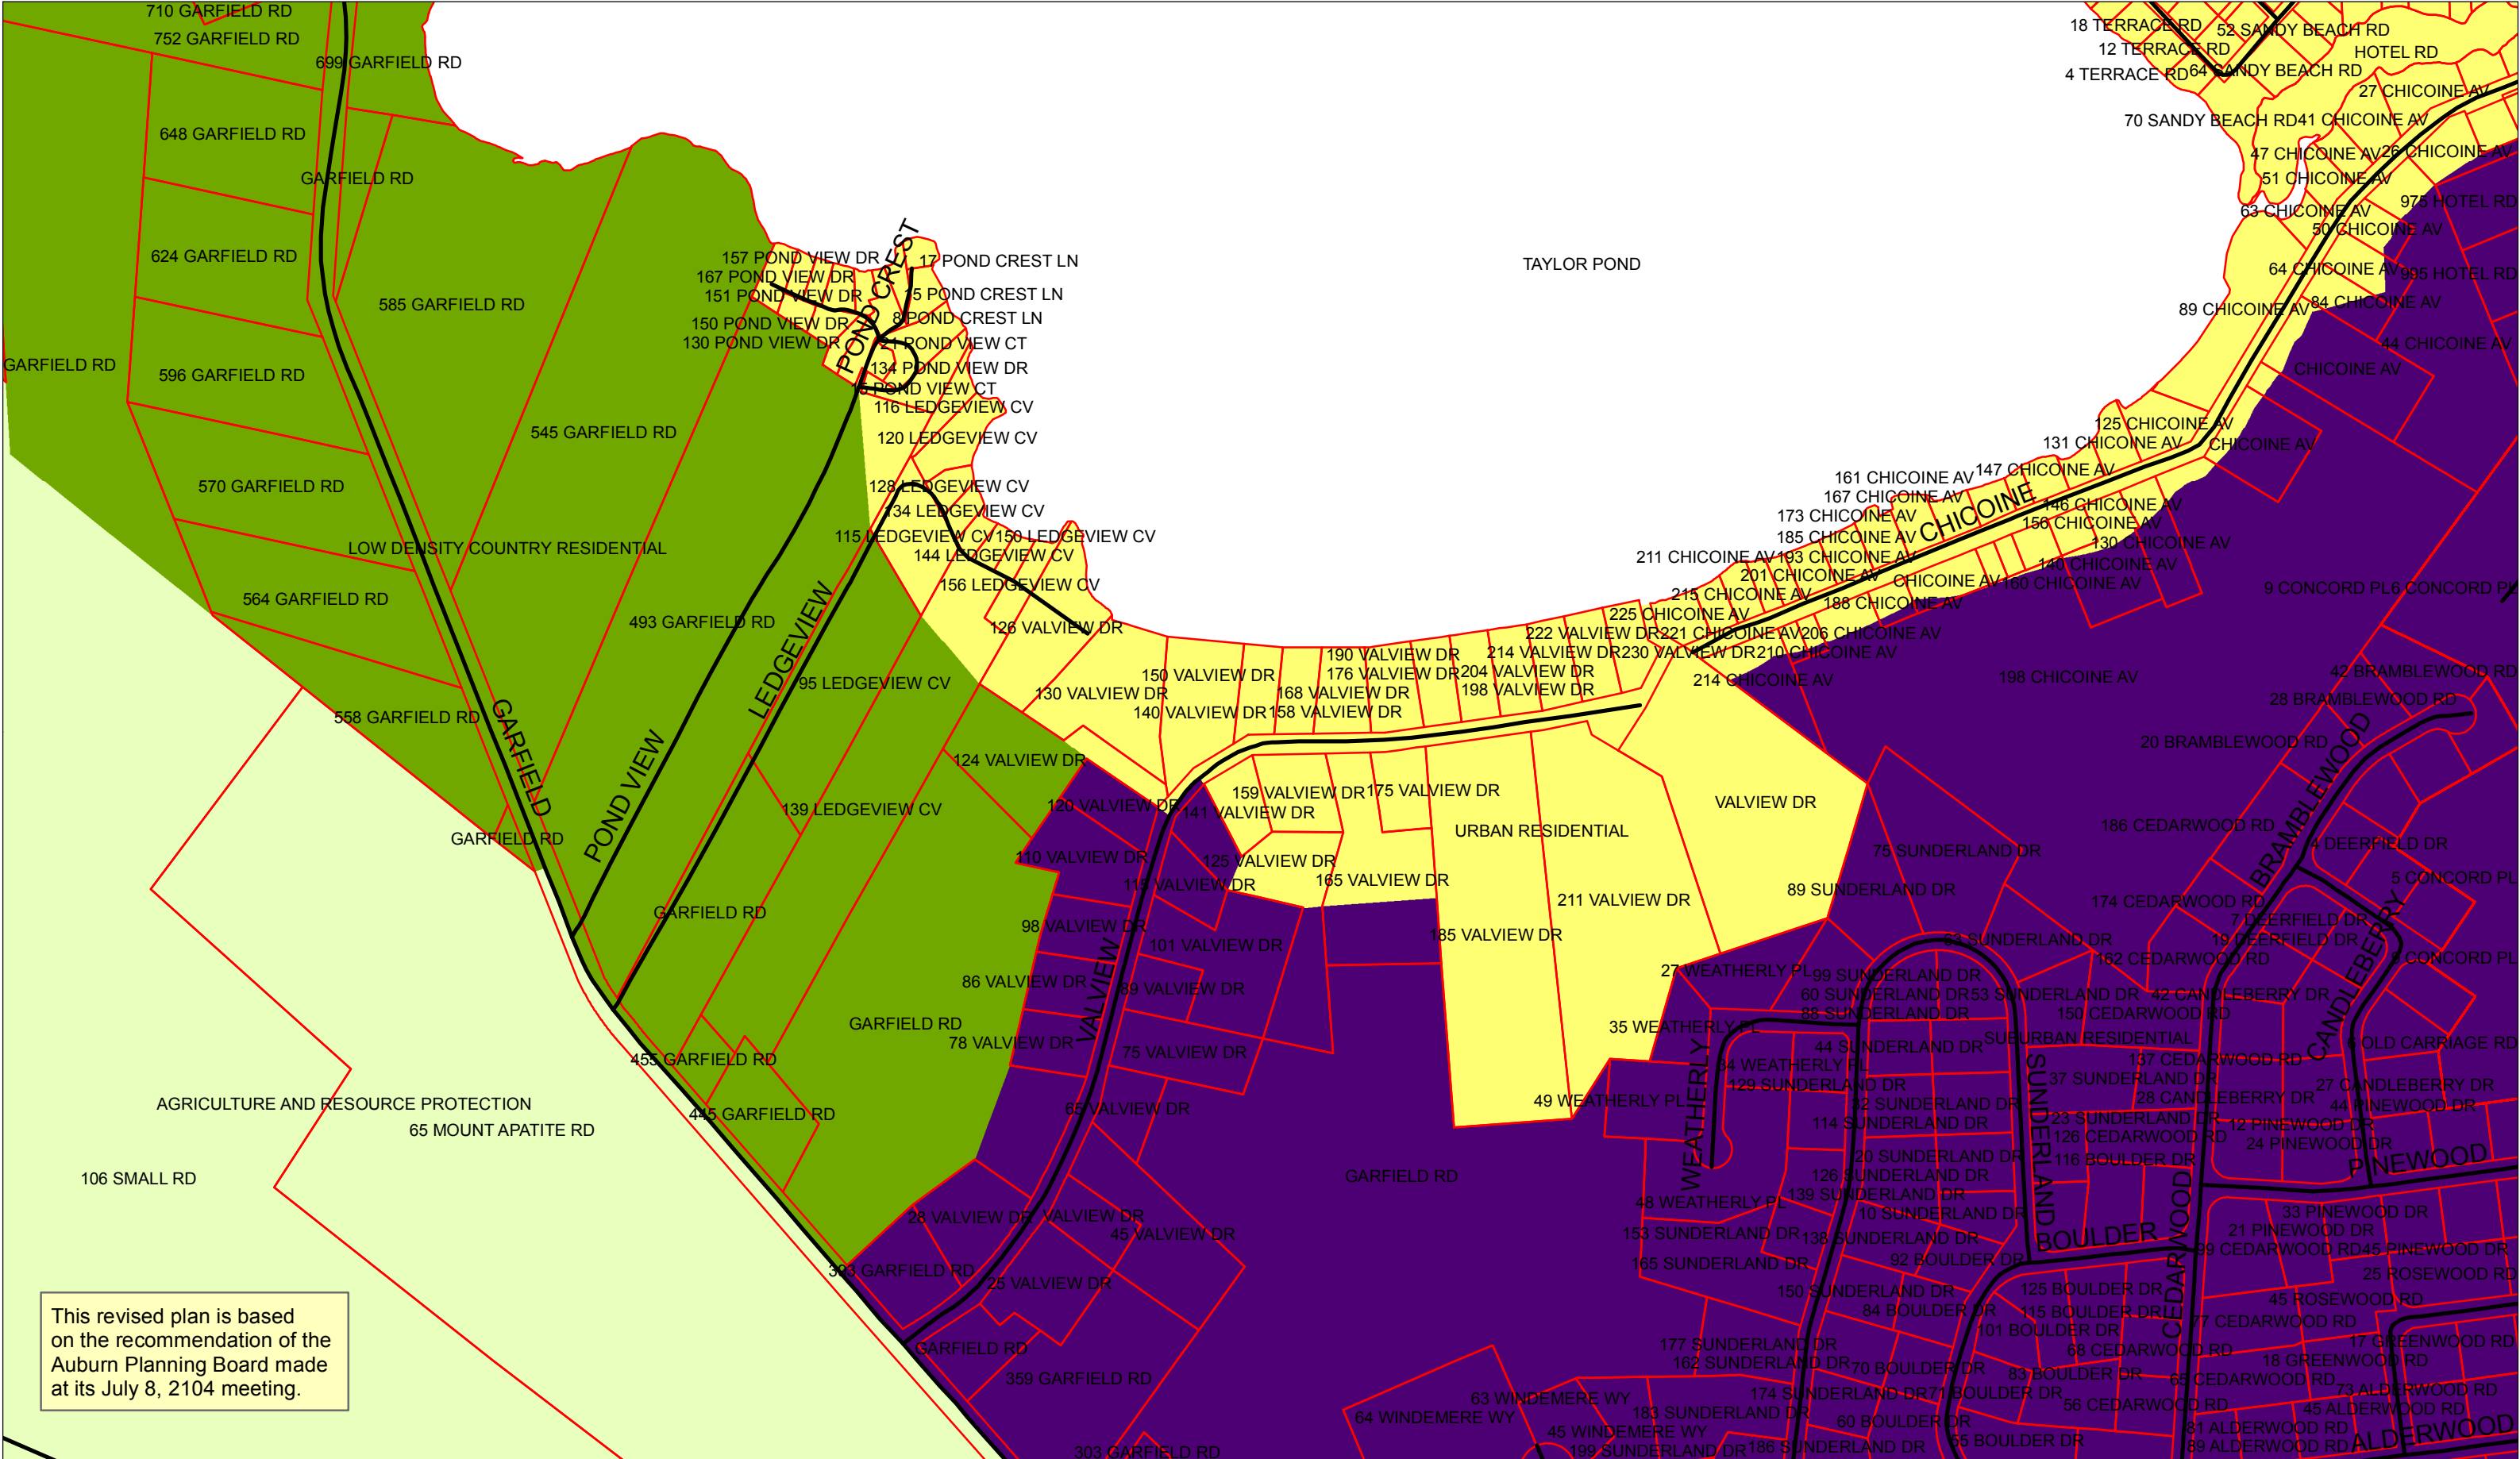 710 GARFIELD RD
752 GARFIELD RD
699 GARFIELD RD
648 GARFIELD RD
GARFIELD RD
624 GARFIELD RD
585 GARFIELD RD
GARFIELD RD
596 GARFIELD RD
545 GARFIELD RD
570 GARFIELD RD
LOW DENSITY COUNTRY RESIDENTIAL
564 GARFIELD RD
493 GARFIELD RD
558 GARFIELD RD
GARFIELD
GARFIELD RD
POND VIEW
LEDGEVIEW
95 LEDGEVIEW CV
139 LEDGEVIEW CV
GARFIELD RD
GARFIELD RD
455 GARFIELD RD
445 GARFIELD RD
AGRICULTURE AND RESOURCE PROTECTION
65 MOUNT APATITE RD
106 SMALL RD
This revised plan is based
on the recommendation of the
Auburn Planning Board made
at its July 8, 2104 meeting.
157 POND VIEW DR
167 POND VIEW DR
151 POND VIEW DR
150 POND VIEW DR
130 POND VIEW DR
POND CREST
17 POND CREST LN
15 POND CREST LN
8 POND CREST LN
21 POND VIEW CT
134 POND VIEW DR
15 POND VIEW CT
116 LEDGEVIEW CV
120 LEDGEVIEW CV
128 LEDGEVIEW CV
134 LEDGEVIEW CV
115 LEDGEVIEW CV
150 LEDGEVIEW CV
144 LEDGEVIEW CV
156 LEDGEVIEW CV
126 VALVIEW DR
TAYLOR POND
18 TERRACE RD
52 SANDY BEACH RD
12 TERRACE RD
HOTEL RD
4 TERRACE RD
64 SANDY BEACH RD
27 CHICOINE AV
70 SANDY BEACH RD
41 CHICOINE AV
47 CHICOINE AV
26 CHICOINE AV
51 CHICOINE AV
975 HOTEL RD
63 CHICOINE AV
50 CHICOINE AV
64 CHICOINE AV
995 HOTEL RD
84 CHICOINE AV
89 CHICOINE AV
44 CHICOINE AV
CHICOINE AV
125 CHICOINE AV
131 CHICOINE AV
CHICOINE AV
161 CHICOINE AV
147 CHICOINE AV
167 CHICOINE AV
CHICOINE
146 CHICOINE AV
173 CHICOINE AV
156 CHICOINE AV
185 CHICOINE AV
130 CHICOINE AV
211 CHICOINE AV
193 CHICOINE AV
140 CHICOINE AV
201 CHICOINE AV
CHICOINE AV
160 CHICOINE AV
9 CONCORD PL
6 CONCORD PL
215 CHICOINE AV
188 CHICOINE AV
225 CHICOINE AV
222 VALVIEW DR
221 CHICOINE AV
206 CHICOINE AV
214 VALVIEW DR
230 VALVIEW DR
210 CHICOINE AV
190 VALVIEW DR
176 VALVIEW DR
204 VALVIEW DR
150 VALVIEW DR
168 VALVIEW DR
198 VALVIEW DR
130 VALVIEW DR
140 VALVIEW DR
158 VALVIEW DR
214 CHICOINE AV
198 CHICOINE AV
42 BRAMBLEWOOD RD
28 BRAMBLEWOOD RD
20 BRAMBLEWOOD RD
BRAMBLEWOOD
124 VALVIEW DR
120 VALVIEW DR
159 VALVIEW DR
175 VALVIEW DR
141 VALVIEW DR
VALVIEW DR
URBAN RESIDENTIAL
110 VALVIEW DR
125 VALVIEW DR
165 VALVIEW DR
211 VALVIEW DR
185 VALVIEW DR
98 VALVIEW DR
101 VALVIEW DR
86 VALVIEW DR
89 VALVIEW DR
VALVIEW
78 VALVIEW DR
75 VALVIEW DR
65 VALVIEW DR
28 VALVIEW DR
VALVIEW DR
45 VALVIEW DR
393 GARFIELD RD
25 VALVIEW DR
GARFIELD RD
359 GARFIELD RD
303 GARFIELD RD
GARFIELD RD
186 CEDARWOOD RD
4 DEERFIELD DR
75 SUNDERLAND DR
89 SUNDERLAND DR
5 CONCORD PL
174 CEDARWOOD RD
7 DEERFIELD DR
19 DEERFIELD DR
63 SUNDERLAND DR
162 CEDARWOOD RD
CANDLEBERRY
27 WEATHERLY PL
99 SUNDERLAND DR
60 SUNDERLAND DR
53 SUNDERLAND DR
42 CANDLEBERRY DR
88 SUNDERLAND DR
150 CEDARWOOD RD
35 WEATHERLY PL
SUBURBAN RESIDENTIAL
44 SUNDERLAND DR
OLD CARRIAGE RD
34 WEATHERLY PL
137 CEDARWOOD RD
129 SUNDERLAND DR
37 SUNDERLAND DR
27 CANDLEBERRY DR
49 WEATHERLY PL
32 SUNDERLAND DR
28 CANDLEBERRY DR
44 PINEWOOD DR
114 SUNDERLAND DR
23 SUNDERLAND DR
12 PINEWOOD DR
126 CEDARWOOD RD
24 PINEWOOD DR
WEATHERLY
SUNDERLAND
20 SUNDERLAND DR
116 BOULDER DR
PINEWOOD
126 SUNDERLAND DR
48 WEATHERLY PL
139 SUNDERLAND DR
10 SUNDERLAND DR
33 PINEWOOD DR
153 SUNDERLAND DR
138 SUNDERLAND DR
BOULDER
21 PINEWOOD DR
92 BOULDER DR
99 CEDARWOOD RD
45 PINEWOOD DR
165 SUNDERLAND DR
25 ROSEWOOD RD
150 SUNDERLAND DR
125 BOULDER DR
45 ROSEWOOD RD
84 BOULDER DR
115 BOULDER DR
CEDARWOOD
77 CEDARWOOD RD
101 BOULDER DR
17 GREENWOOD RD
177 SUNDERLAND DR
68 CEDARWOOD RD
18 GREENWOOD RD
162 SUNDERLAND DR
70 BOULDER DR
83 BOULDER DR
65 CEDARWOOD RD
73 ALDERWOOD RD
63 WINDEMERE WY
174 SUNDERLAND DR
71 BOULDER DR
56 CEDARWOOD RD
45 ALDERWOOD RD
64 WINDEMERE WY
183 SUNDERLAND DR
60 BOULDER DR
81 ALDERWOOD RD
45 WINDEMERE WY
55 BOULDER DR
ALDERWOOD
199 SUNDERLAND DR
186 SUNDERLAND DR
89 ALDERWOOD RD